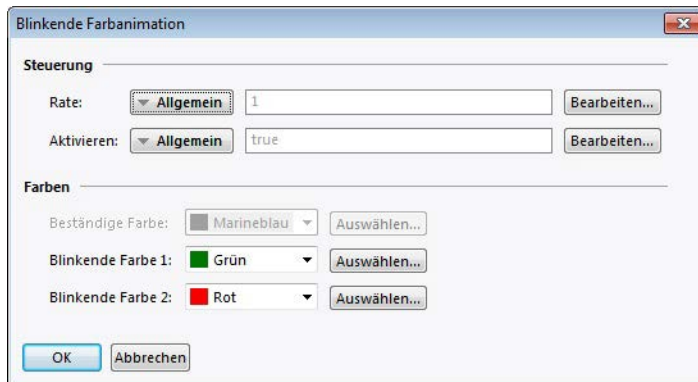 Blinkende Farbanimation
Steuerung
Rate: Allgemein 1 Bearbeiten...
Aktivieren: Allgemein true Bearbeiten...
Farben
Beständige Farbe: Marineblau Auswählen...
Blinkende Farbe 1: Grün Auswählen...
Blinkende Farbe 2: Rot Auswählen...
OK Abbrechen